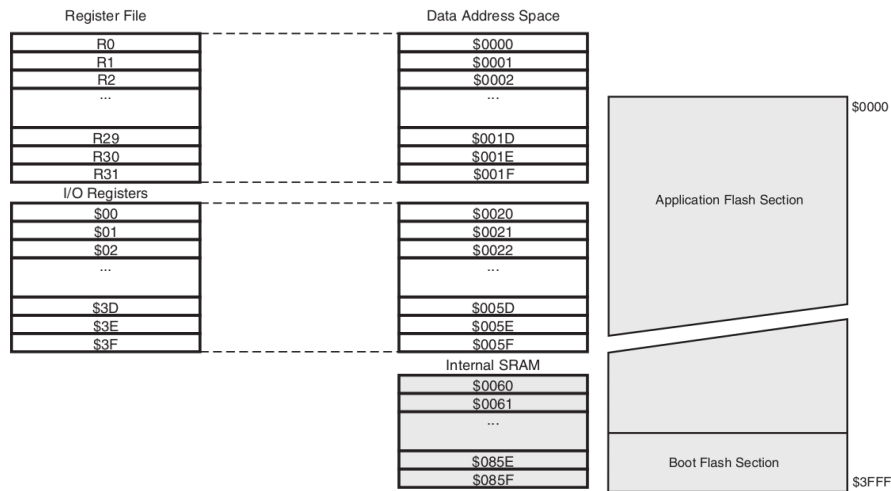 Register File
R0
R1
R2
...
R29
R30
R31
I/O Registers
$00
$01
$02
...
$3D
$3E
$3F
Data Address Space
$0000
$0001
$0002
...
$001D
$001E
$001F
$0020
$0021
$0022
...
$005D
$005E
$005F
Internal SRAM
$0060
$0061
...
$085E
$085F
$0000
Application Flash Section
Boot Flash Section
$3FFF